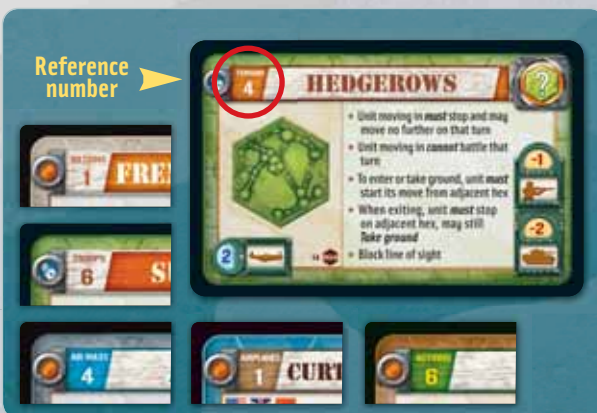 Reference
number
TERRAINS
4
HEDGEROWS
?
• Unit moving in must stop and may
move no further on that turn
• Unit moving in cannot battle that
turn
• To enter or take ground, unit must
start its move from adjacent hex
• When exiting, unit must stop
on adjacent hex, may still
Take ground
• Block line of sight
-1
-2
2
NATIONS
1
FRE
TROOPS
6
S
AIR RULES
4
AIRPLANES
1
CURT
ACTIONS
6